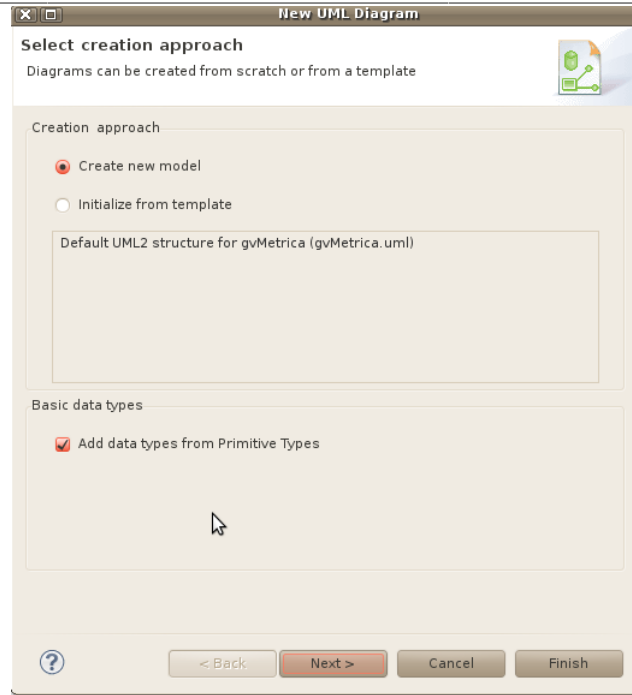 New UML Diagram
Select creation approach
Diagrams can be created from scratch or from a template
Creation approach
Create new model
Initialize from template
Default UML2 structure for gvMetrica (gvMetrica.uml)
Basic data types
Add data types from Primitive Types
?
< Back Next > Cancel Finish